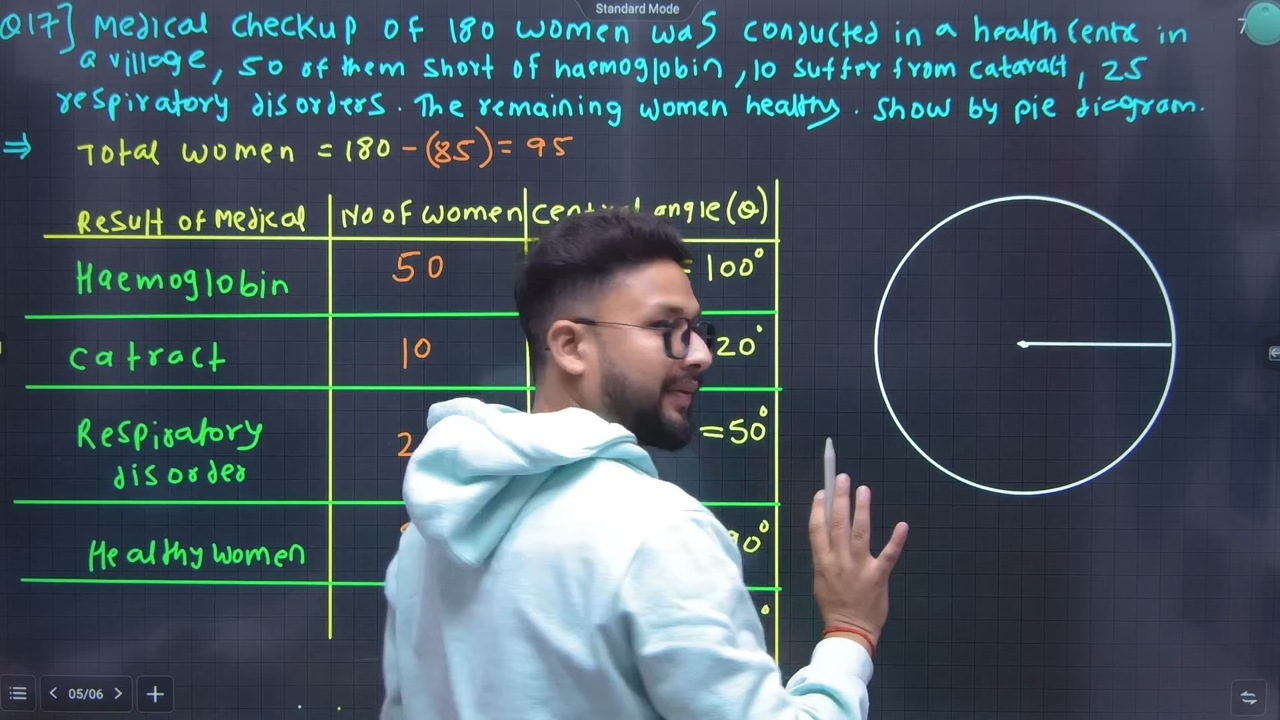 Standard Mode
Q17] Medical checkup of 180 women was conducted in a health centre in
a village, 50 of them short of haemoglobin, 10 suffer from cataract, 25
respiratory disorders. The remaining women healthy. Show by pie diagram.
⇒ Total women = 180 - (85) = 95
Result of Medical No of women angle (θ)
Haemoglobin 50 = 100°
Catract 10 20°
Respiratory 2 = 50°
disorder
Healthy women 90°
05/06